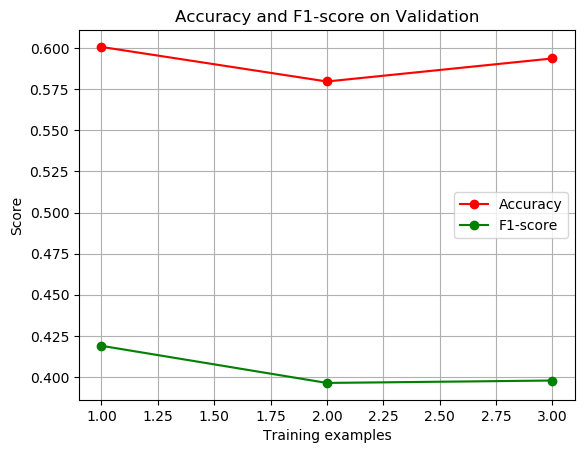 Accuracy and F1-score on Validation
0.600
0.575
0.550
0.525
0.500
0.475
0.450
0.425
0.400
Score
Accuracy
F1-score
1.00 1.25 1.50 1.75 2.00 2.25 2.50 2.75 3.00
Training examples